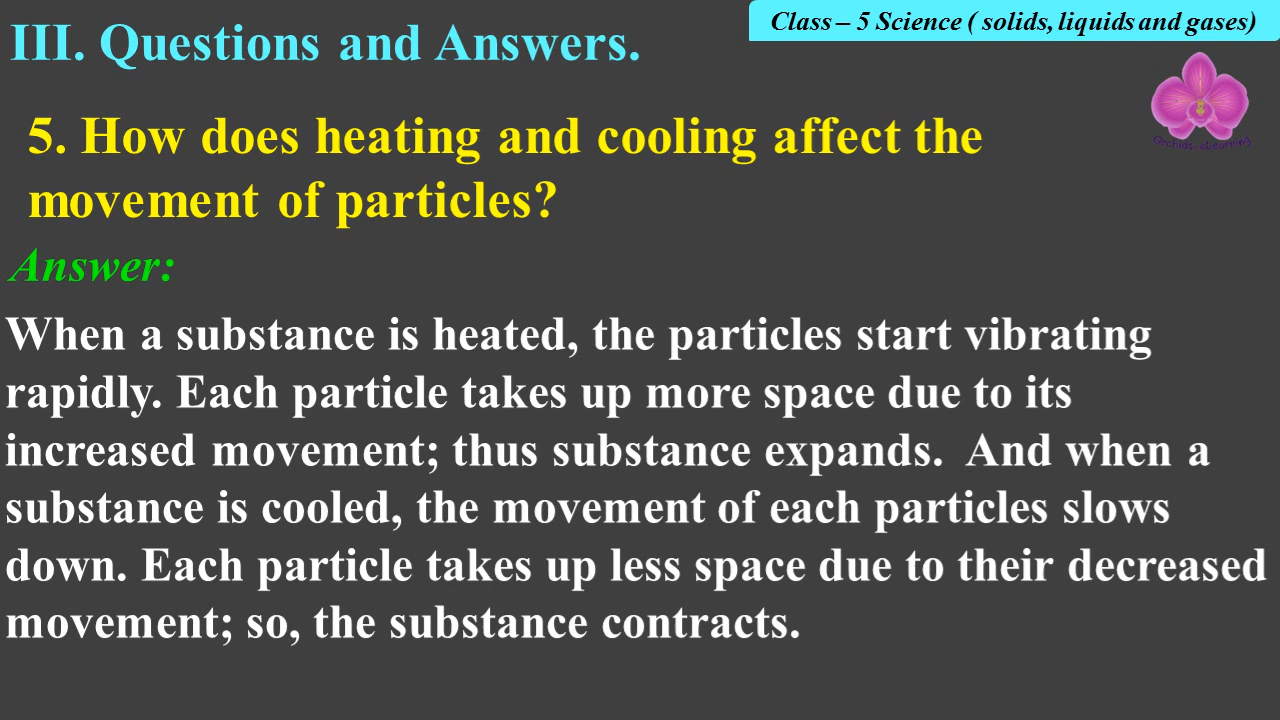 Class – 5 Science ( solids, liquids and gases)
III. Questions and Answers.
Orchids eLearning
5. How does heating and cooling affect the
movement of particles?
Answer:
When a substance is heated, the particles start vibrating
rapidly. Each particle takes up more space due to its
increased movement; thus substance expands.  And when a
substance is cooled, the movement of each particles slows
down. Each particle takes up less space due to their decreased
movement; so, the substance contracts.